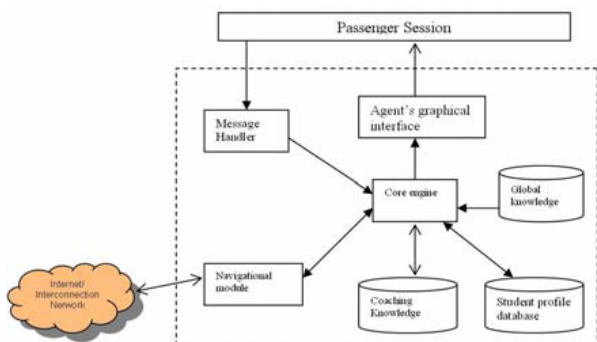 Passenger Session
Message
Handler
Agent's graphical
interface
Core engine
Global
knowledge
Internet/
Interconnection
Network
Navigational
module
Coaching
Knowledge
Student profile
database